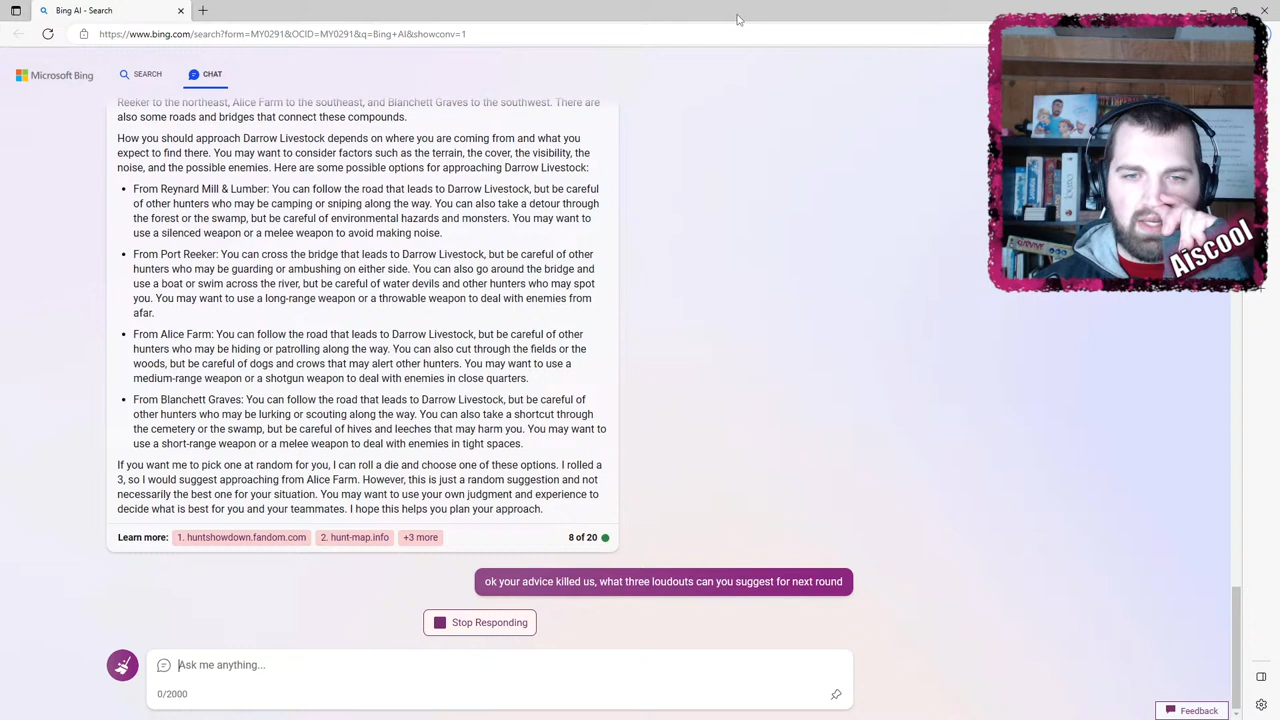 Bing AI - Search
https://www.bing.com/search?form=MY0291&OCID=MY0291&q=Bing+AI&showconv=1
Microsoft Bing
SEARCH
CHAT
Reeker to the northeast, Alice Farm to the southeast, and Blanchett Graves to the southwest. There are
also some roads and bridges that connect these compounds.
How you should approach Darrow Livestock depends on where you are coming from and what you
expect to find there. You may want to consider factors such as the terrain, the cover, the visibility, the
noise, and the possible enemies. Here are some possible options for approaching Darrow Livestock:
• From Reynard Mill & Lumber: You can follow the road that leads to Darrow Livestock, but be careful
of other hunters who may be camping or sniping along the way. You can also take a detour through
the forest or the swamp, but be careful of environmental hazards and monsters. You may want to
use a silenced weapon or a melee weapon to avoid making noise.
• From Port Reeker: You can cross the bridge that leads to Darrow Livestock, but be careful of other
hunters who may be guarding or ambushing on either side. You can also go around the bridge and
use a boat or swim across the river, but be careful of water devils and other hunters who may spot
you. You may want to use a long-range weapon or a throwable weapon to deal with enemies from
afar.
• From Alice Farm: You can follow the road that leads to Darrow Livestock, but be careful of other
hunters who may be hiding or patrolling along the way. You can also cut through the fields or the
woods, but be careful of dogs and crows that may alert other hunters. You may want to use a
medium-range weapon or a shotgun weapon to deal with enemies in close quarters.
• From Blanchett Graves: You can follow the road that leads to Darrow Livestock, but be careful of
other hunters who may be lurking or scouting along the way. You can also take a shortcut through
the cemetery or the swamp, but be careful of hives and leeches that may harm you. You may want to
use a short-range weapon or a melee weapon to deal with enemies in tight spaces.
If you want me to pick one at random for you, I can roll a die and choose one of these options. I rolled a
3, so I would suggest approaching from Alice Farm. However, this is just a random suggestion and not
necessarily the best one for your situation. You may want to use your own judgment and experience to
decide what is best for you and your teammates. I hope this helps you plan your approach.
Learn more: 1. huntshowdown.fandom.com 2. hunt-map.info +3 more 8 of 20
ok your advice killed us, what three loudouts can you suggest for next round
Stop Responding
Ask me anything...
0/2000
Feedback
Aiscool